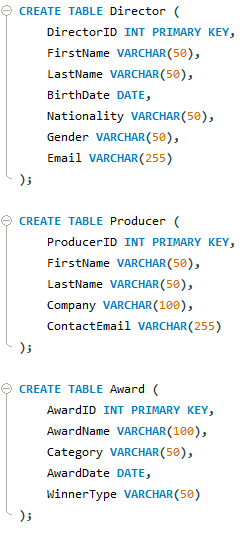 CREATE TABLE Director (
DirectorID INT PRIMARY KEY,
FirstName VARCHAR(50),
LastName VARCHAR(50),
BirthDate DATE,
Nationality VARCHAR(50),
Gender VARCHAR(50),
Email VARCHAR(255)
);
CREATE TABLE Producer (
ProducerID INT PRIMARY KEY,
FirstName VARCHAR(50),
LastName VARCHAR(50),
Company VARCHAR(100),
ContactEmail VARCHAR(255)
);
CREATE TABLE Award (
AwardID INT PRIMARY KEY,
AwardName VARCHAR(100),
Category VARCHAR(50),
AwardDate DATE,
WinnerType VARCHAR(50)
);